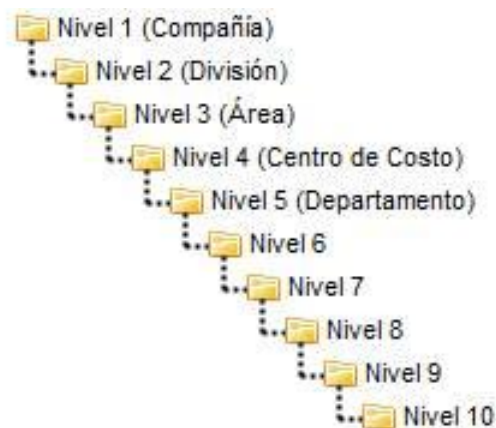 Nivel 1 (Compañía)
Nivel 2 (División)
Nivel 3 (Área)
Nivel 4 (Centro de Costo)
Nivel 5 (Departamento)
Nivel 6
Nivel 7
Nivel 8
Nivel 9
Nivel 10